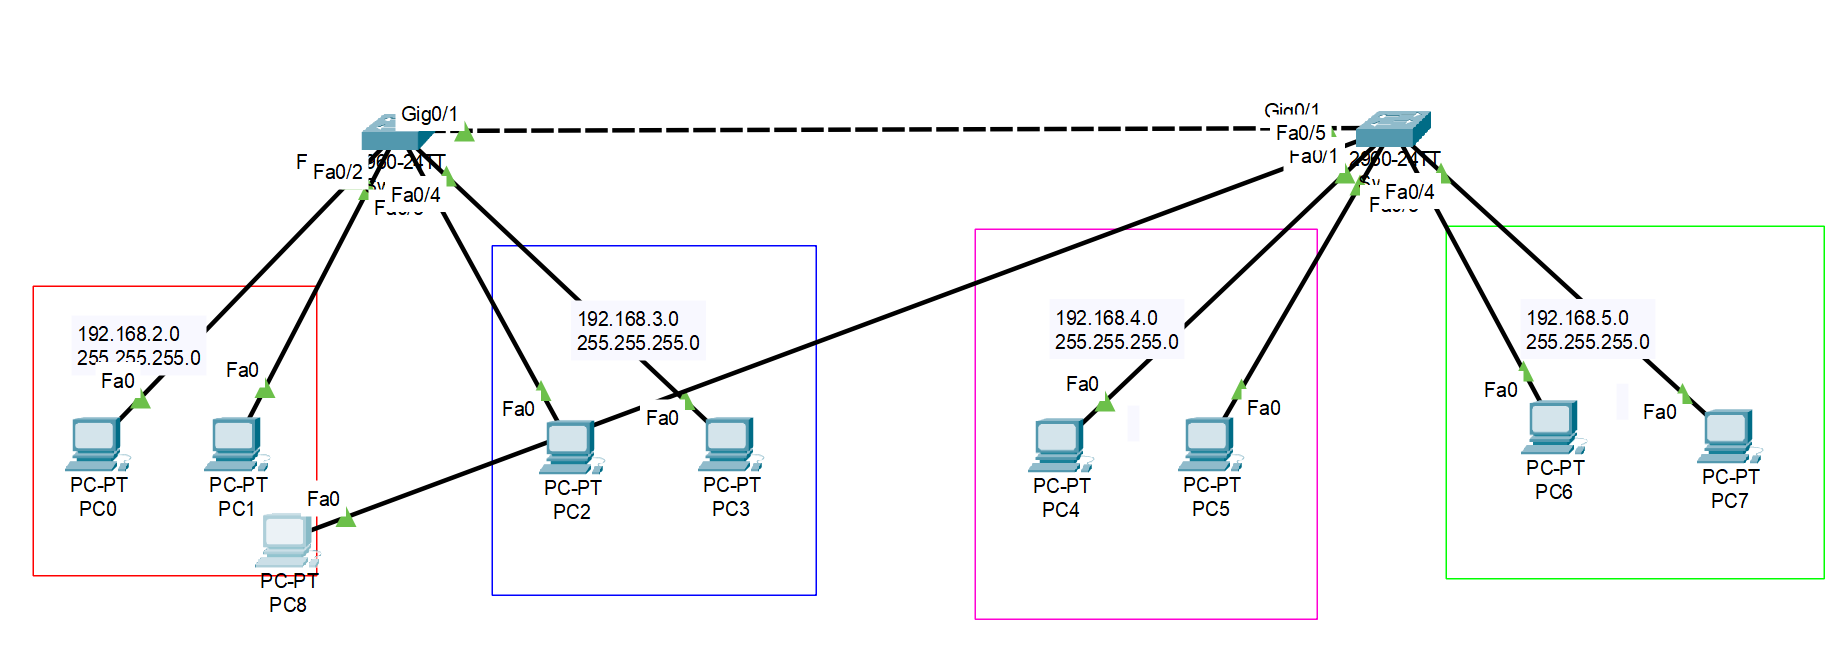 Gig0/1
Gig0/1
Fa0/5
Fa0/1
Fa0/2
Fa0/4
2960-24TT
Fa0/4
192.168.2.0
255.255.255.0
Fa0
Fa0
192.168.3.0
255.255.255.0
Fa0
Fa0
192.168.4.0
255.255.255.0
Fa0
Fa0
192.168.5.0
255.255.255.0
Fa0
Fa0
PC-PT
PC0
PC-PT
PC1
Fa0
PC-PT
PC8
PC-PT
PC2
PC-PT
PC3
PC-PT
PC4
PC-PT
PC5
PC-PT
PC6
PC-PT
PC7